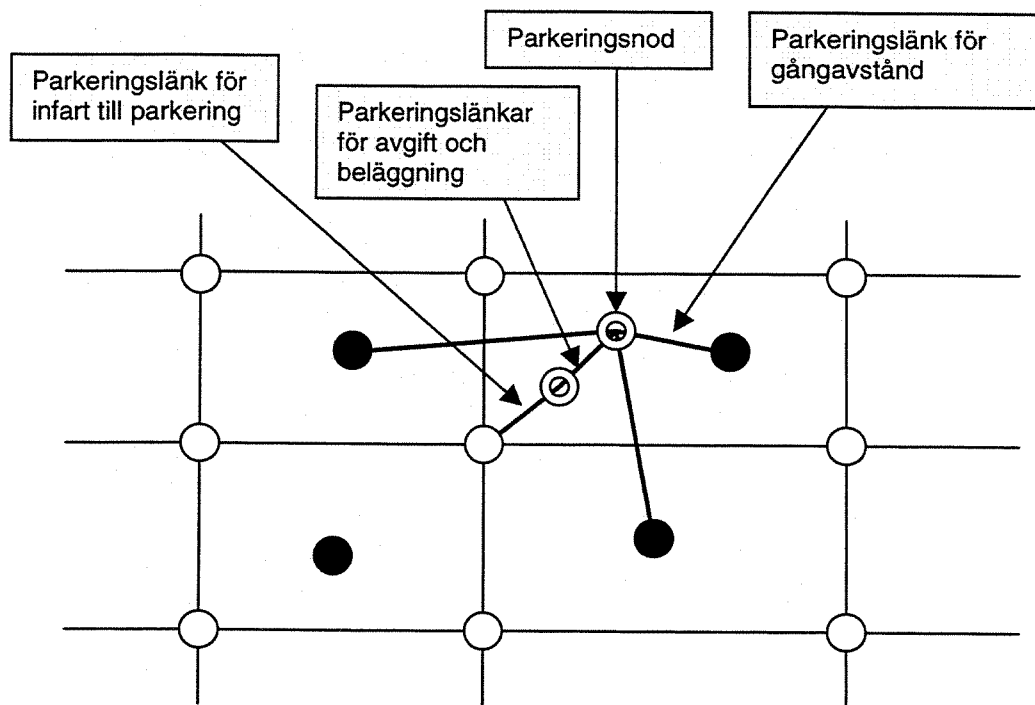 Parkeringsnod
Parkeringslänk för
gångavstånd
Parkeringslänk för
infart till parkering
Parkeringslänkar
för avgift och
beläggning